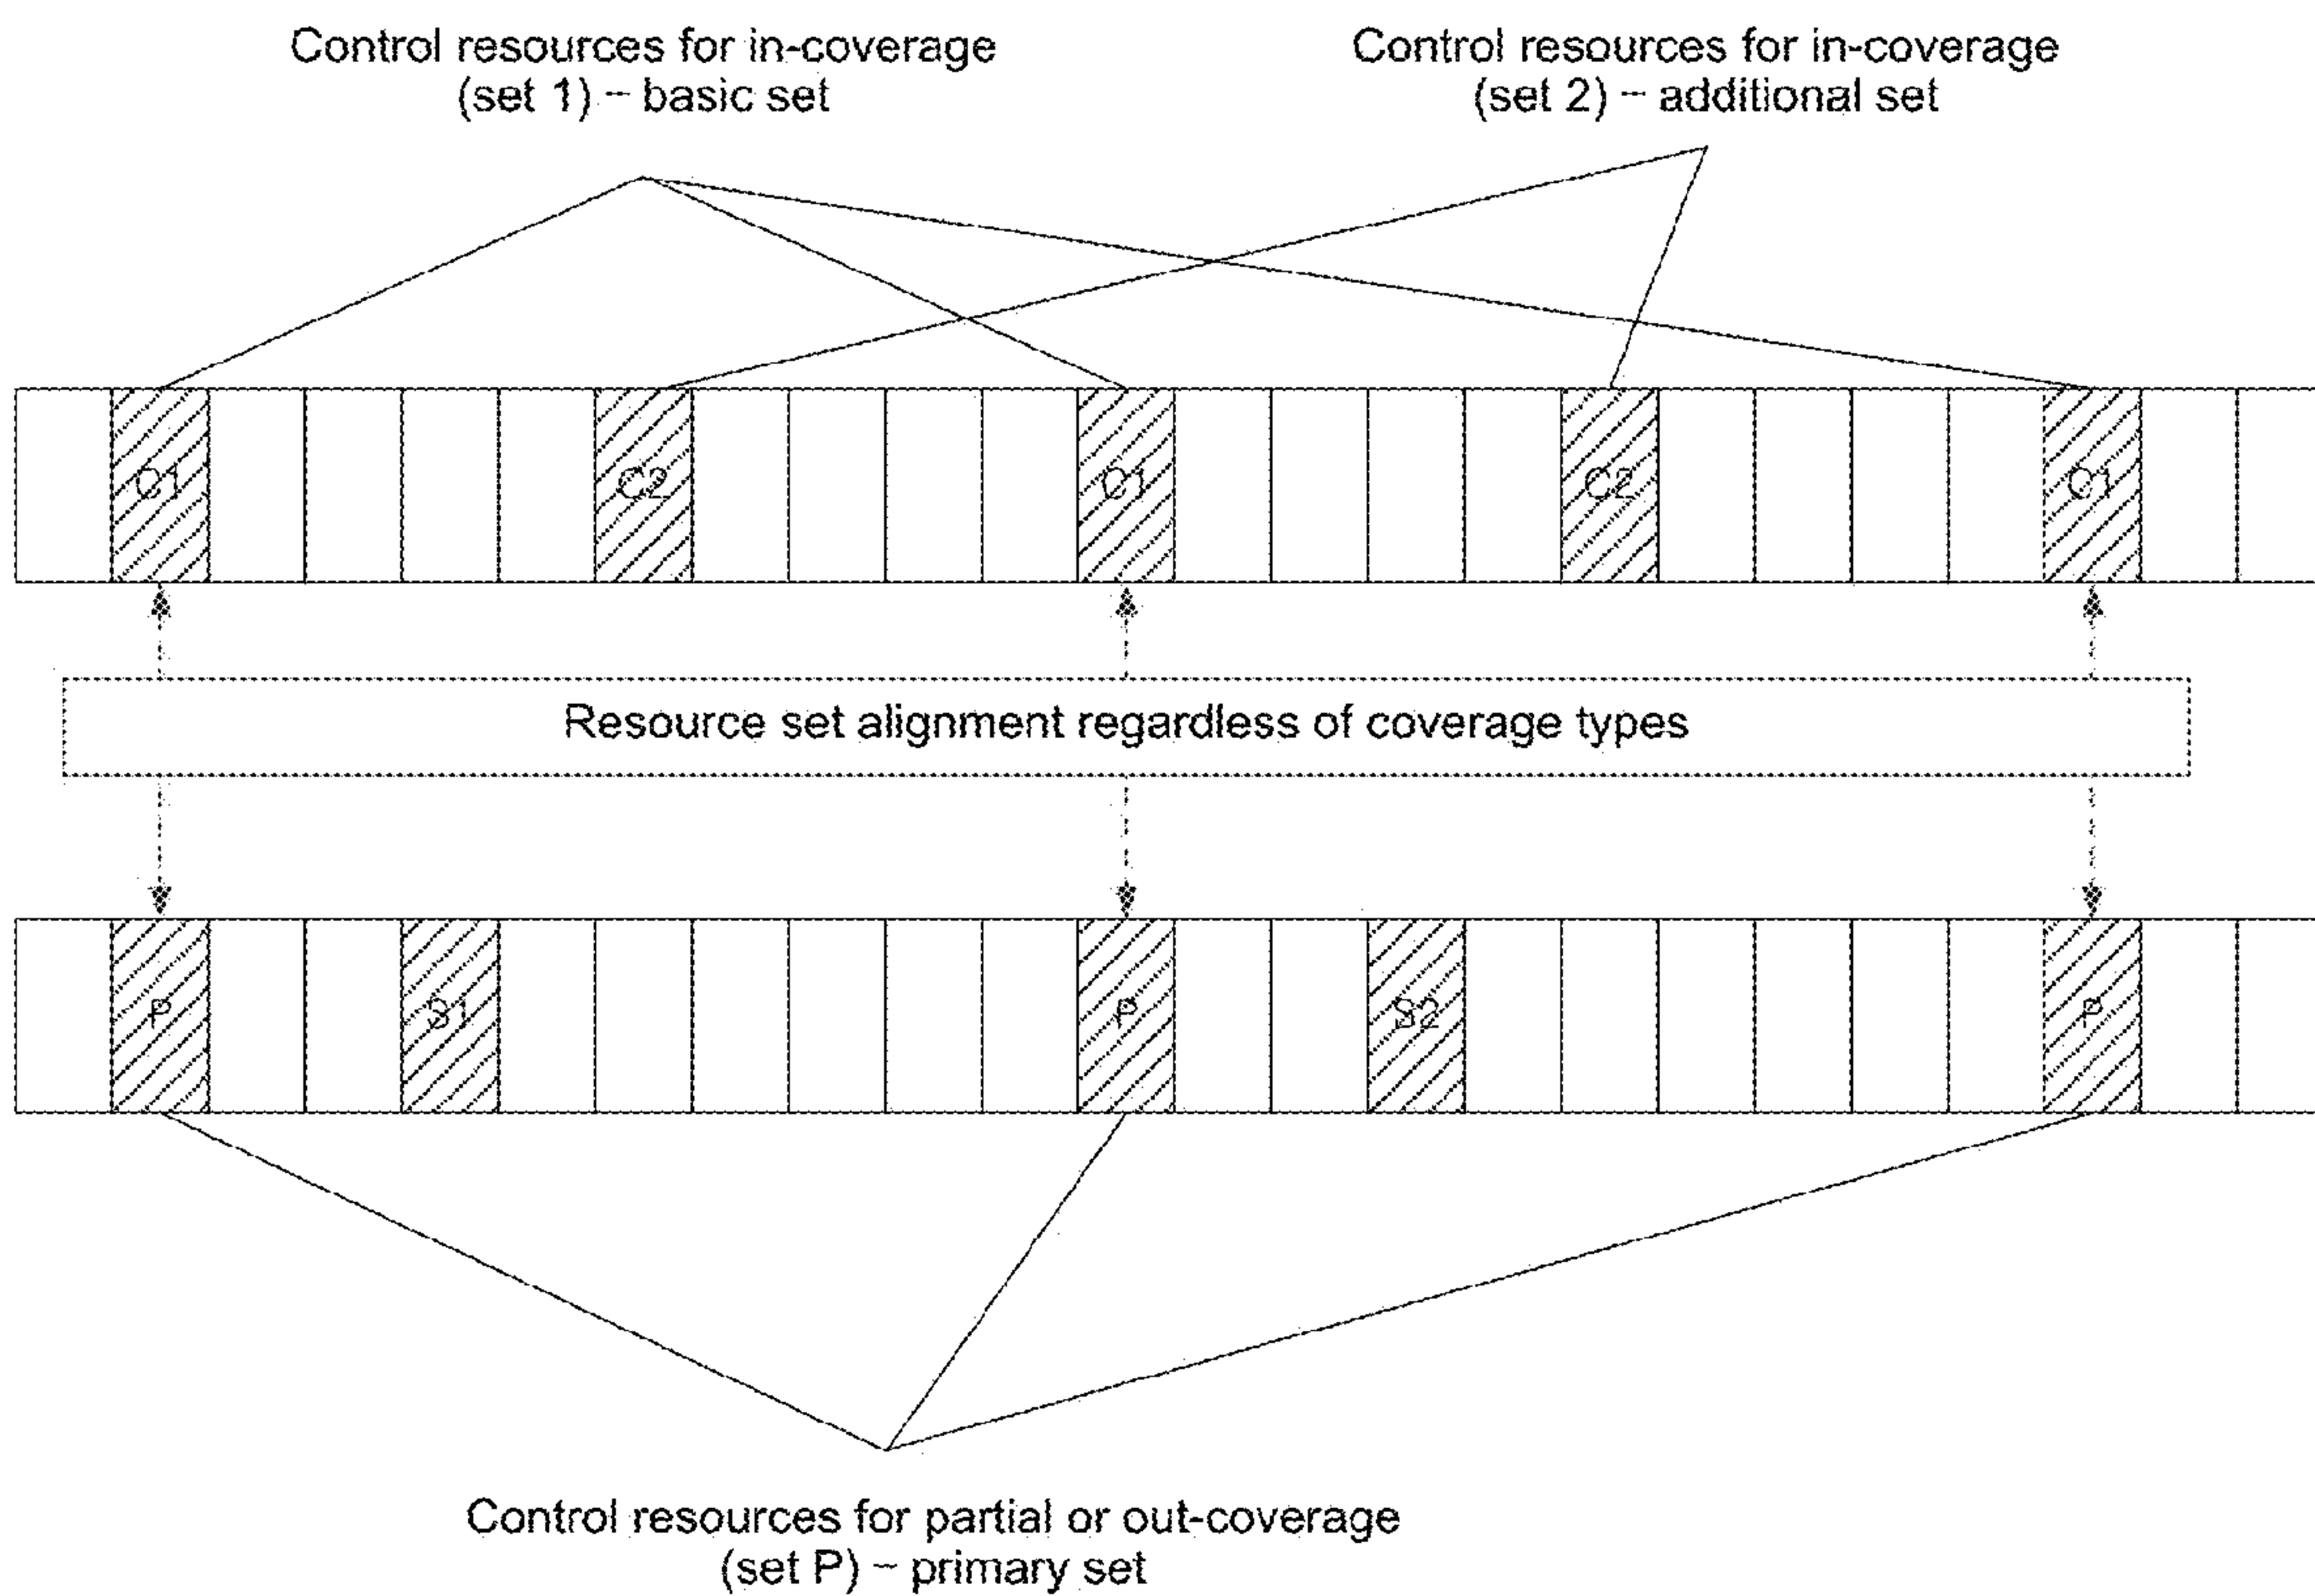 Control resources for in-coverage
(set 1) – basic set
Control resources for in-coverage
(set 2) – additional set
C1
C2
C1
C2
C1
Resource set alignment regardless of coverage types
P
S1
P
S2
P
Control resources for partial or out-coverage
(set P) – primary set